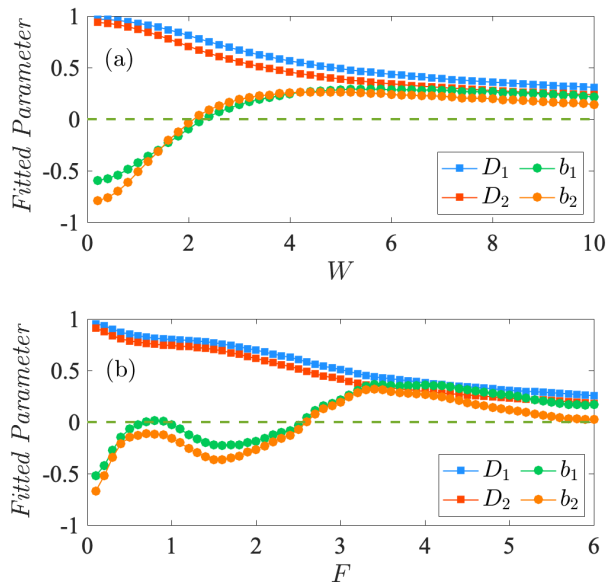 1
0.5
0
-0.5
-1
Fitted Parameter
(a)
D₁ b₁
D₂ b₂
0 2 4 6 8 10
W
1
0.5
0
-0.5
-1
Fitted Parameter
(b)
D₁ b₁
D₂ b₂
0 1 2 3 4 5 6
F